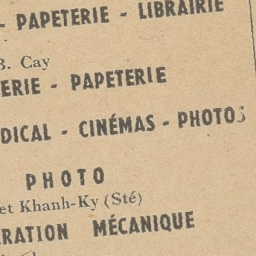 - PAPETERIE - LIBRAIRIE
B. Cay
ERIE - PAPETERIE
DICAL - CINÉMAS - PHOTOS
PHOTO
et Khanh-Ky (Sté)
RATION MÉCANIQUE